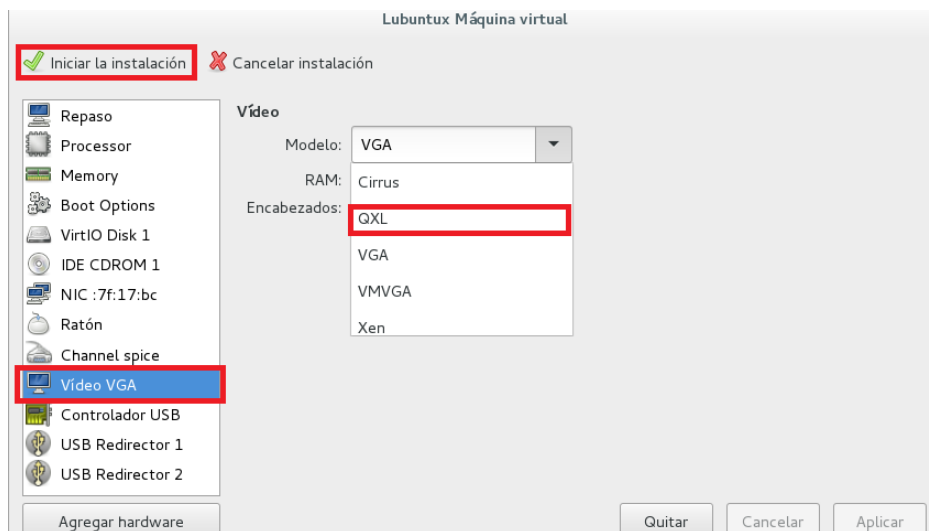 Lubuntux Máquina virtual
Iniciar la instalación Cancelar instalación
Repaso
Processor
Memory
Boot Options
VirtIO Disk 1
IDE CDROM 1
NIC :7f:17:bc
Ratón
Channel spice
Vídeo VGA
Controlador USB
USB Redirector 1
USB Redirector 2
Agregar hardware
Vídeo
Modelo: VGA
RAM: Cirrus
Encabezados: QXL
VGA
VMVGA
Xen
Quitar Cancelar Aplicar